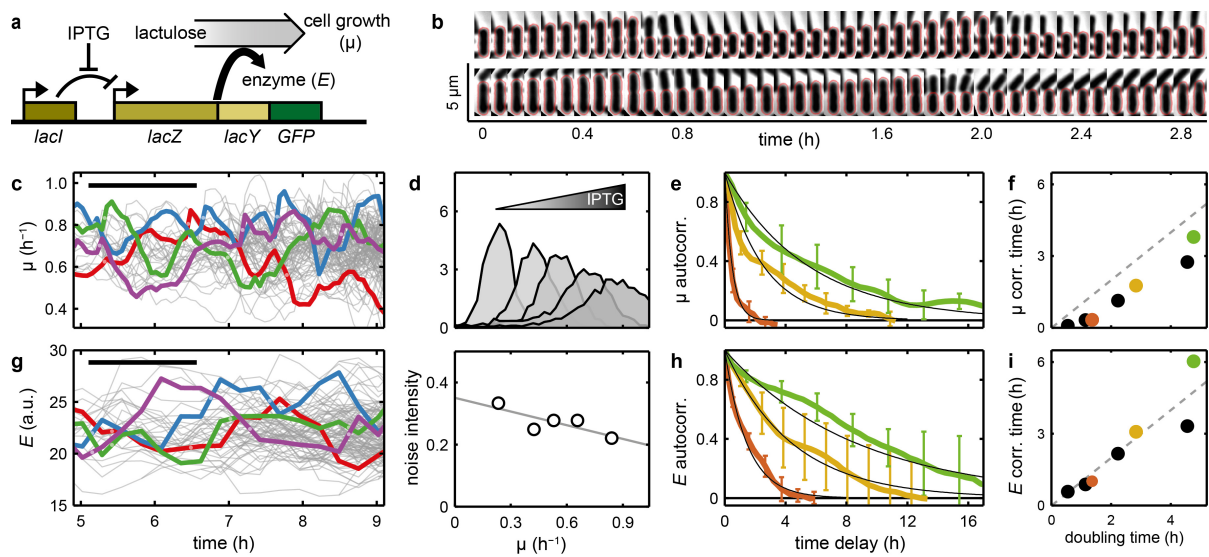 a
IPTG
lactulose
cell growth
(μ)
enzyme (E)
lacI
lacZ
lacY
GFP
b
5 μm
0 0.4 0.8 1.6 2.0 2.4 2.8
time (h)
c
μ (h⁻¹)
1.0
0.8
0.6
0.4
d
IPTG
6
3
0
e
μ autocorr.
0.8
0.4
0
f
μ corr. time (h)
6
3
0
g
E (a.u.)
30
25
20
15
5 6 7 8 9
time (h)
noise intensity
0.4
0.2
0
0 0.3 0.6 0.9
μ (h⁻¹)
h
E autocorr.
0.8
0.4
0
0 4 8 12 16
time delay (h)
i
E corr. time (h)
6
3
0
0 2 4
doubling time (h)